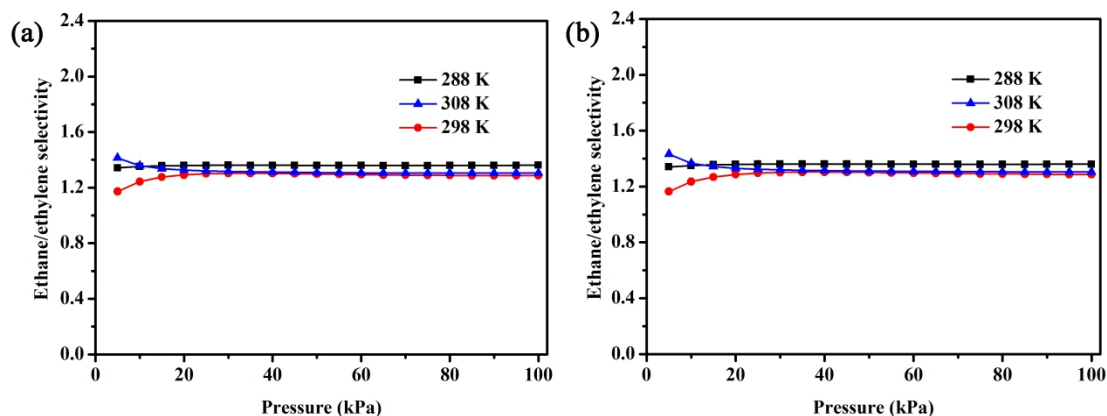 (a)
Ethane/ethylene selectivity
2.4
2.0
1.6
1.2
0.8
0.4
0.0
288 K
308 K
298 K
0 20 40 60 80 100
Pressure (kPa)
(b)
Ethane/ethylene selectivity
2.4
2.0
1.6
1.2
0.8
0.4
0.0
288 K
308 K
298 K
0 20 40 60 80 100
Pressure (kPa)